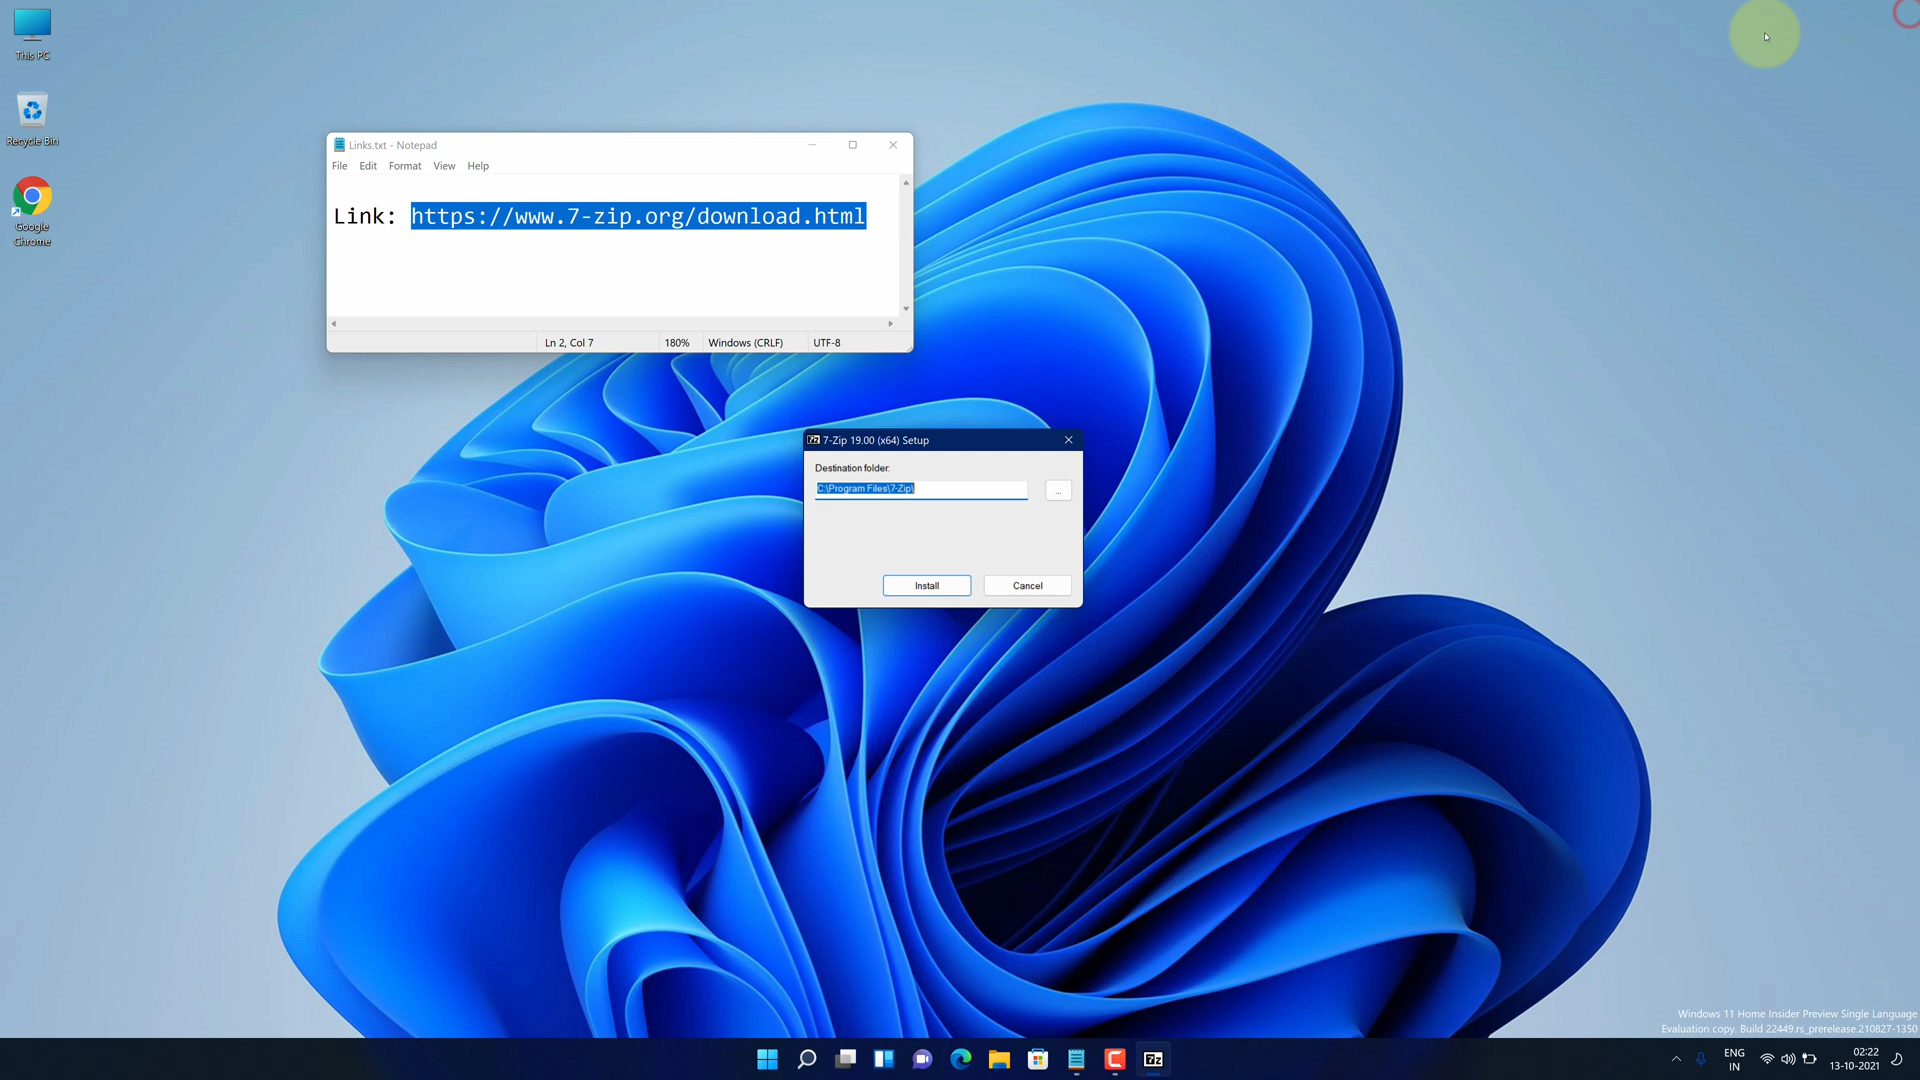 This PC
Recycle Bin
Google
Chrome
Links.txt - Notepad
File Edit Format View Help
Link: https://www.7-zip.org/download.html
Ln 2, Col 7 180% Windows (CRLF) UTF-8
7z 7-Zip 19.00 (x64) Setup
Destination folder:
C:\Program Files\7-Zip\
...
Install Cancel
Windows 11 Home Insider Preview Single Language
Evaluation copy. Build 22449.rs_prerelease.210827-1350
7z
ENG
IN
02:22
13-10-2021